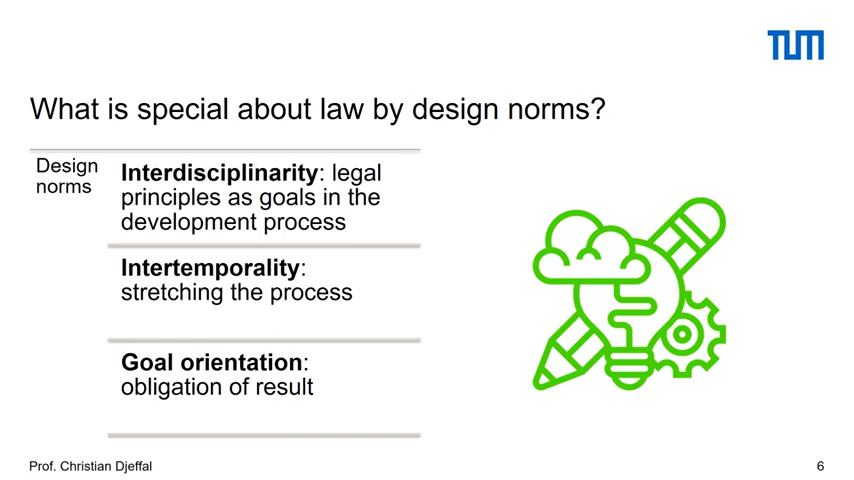 TUM
What is special about law by design norms?
Design
norms
Interdisciplinarity: legal
principles as goals in the
development process
Intertemporality:
stretching the process
Goal orientation:
obligation of result
Prof. Christian Djeffal
6